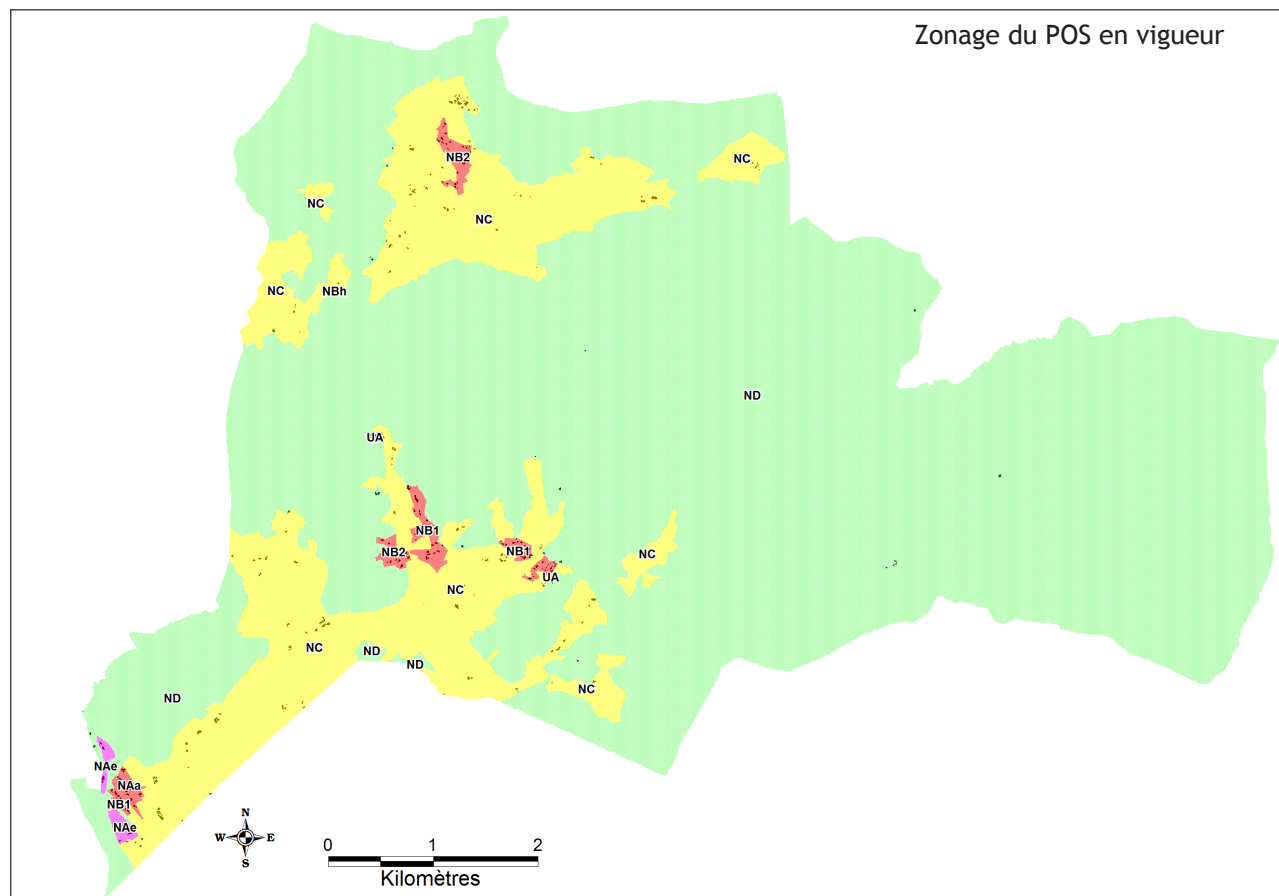 Zonage du POS en vigueur
NB2
NC
NC
NC
NC
NBh
ND
UA
NB1
NB2
NB1
NC
UA
NC
NC
ND
ND
NC
ND
NAe
NAa
NB1
NAe
N
W
E
S
0
1
2
Kilomètres